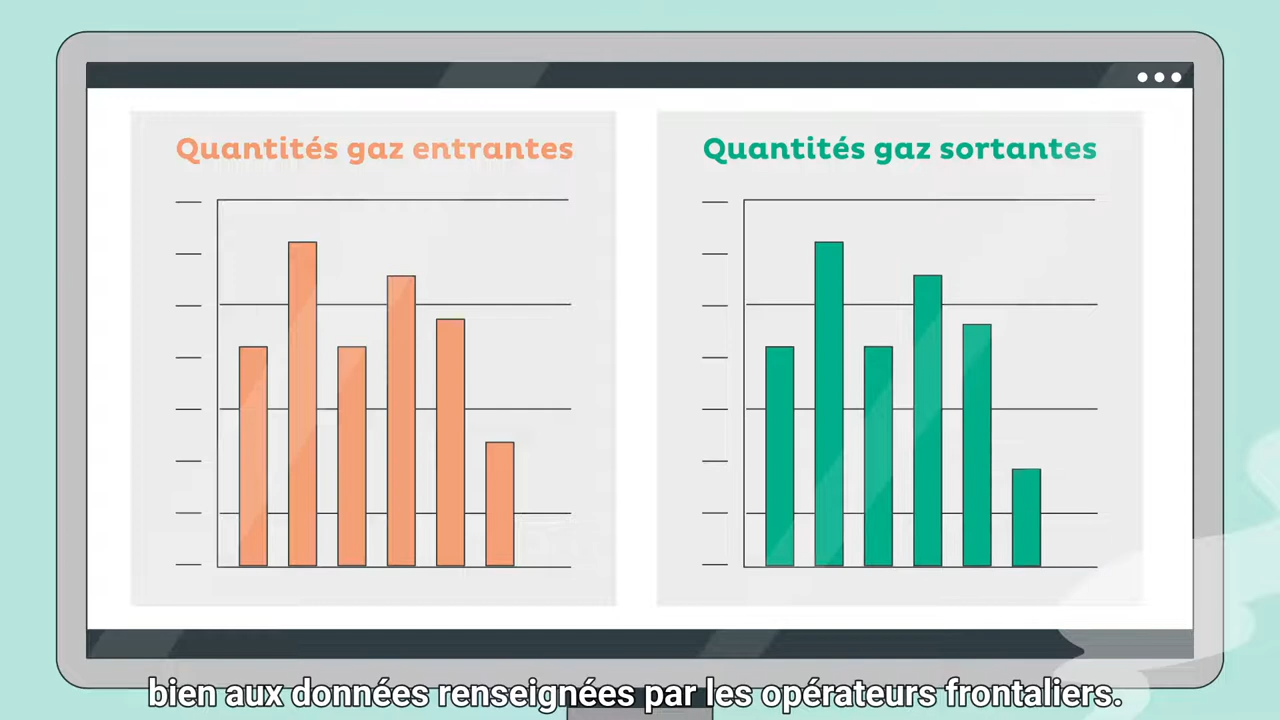 Quantités gaz entrantes
Quantités gaz sortantes
bien aux données renseignées par les opérateurs frontaliers.